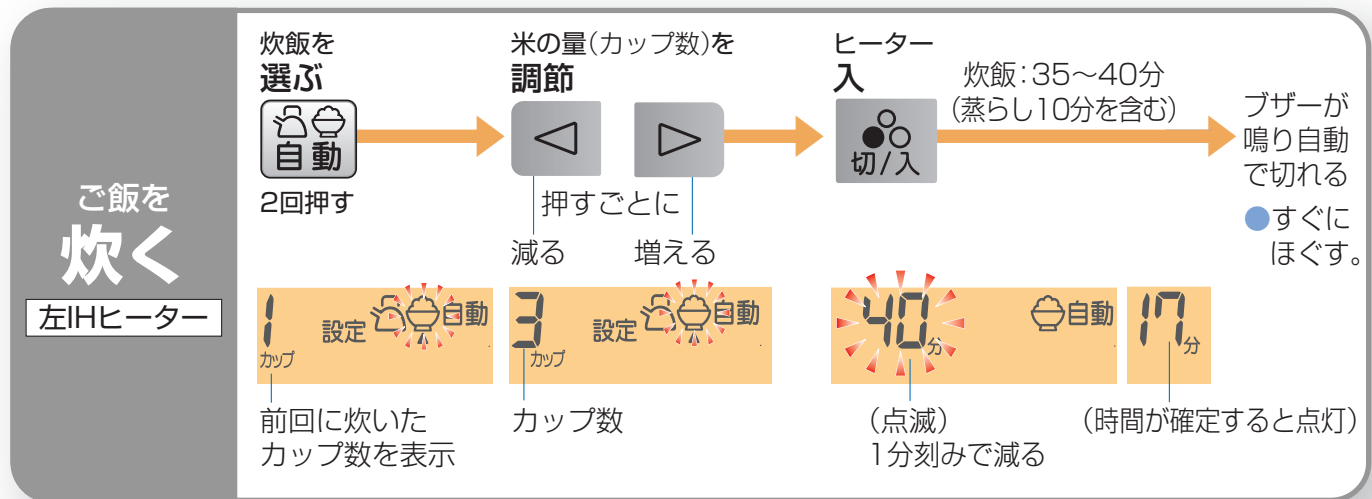 ご飯を
炊く
左IHヒーター
炊飯を
選ぶ
自動
2回押す
米の量(カップ数)を
調節
押すごとに
減る
増える
ヒーター
入
切/入
炊飯:35〜40分
(蒸らし10分を含む)
ブザーが
鳴り自動
で切れる
●すぐに
ほぐす。
1
カップ
設定
自動
前回に炊いた
カップ数を表示
3
カップ
設定
自動
カップ数
40
分
自動
(点滅)
1分刻みで減る
17
分
(時間が確定すると点灯)